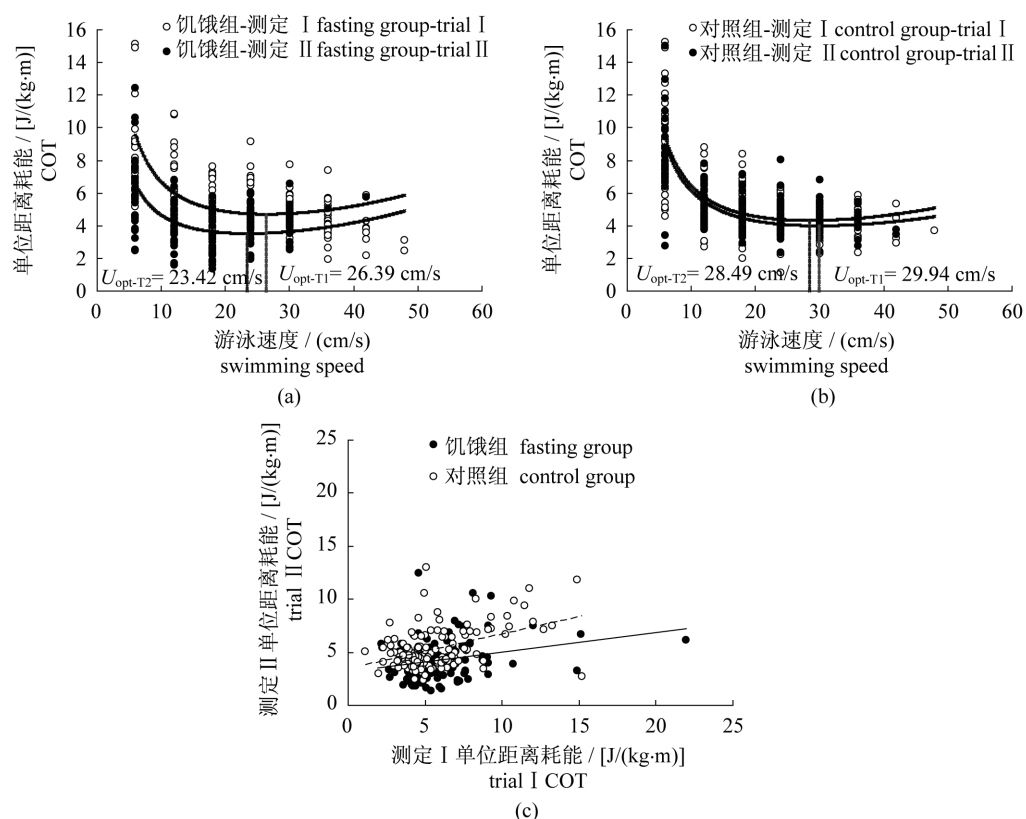 饥饿组-测定 Ⅰ fasting group-trial Ⅰ
饥饿组-测定 Ⅱ fasting group-trial Ⅱ
单位距离耗能 / [J/(kg·m)]
COT
16
14
12
10
8
6
4
2
0
U opt-T2 = 23.42 cm/s
U opt-T1 = 26.39 cm/s
0 10 20 30 40 50 60
游泳速度 / (cm/s)
swimming speed
(a)
对照组-测定 Ⅰ control group-trial Ⅰ
对照组-测定 Ⅱ control group-trial Ⅱ
单位距离耗能 / [J/(kg·m)]
COT
16
14
12
10
8
6
4
2
0
U opt-T2 = 28.49 cm/s
U opt-T1 = 29.94 cm/s
0 10 20 30 40 50 60
游泳速度 / (cm/s)
swimming speed
(b)
饥饿组 fasting group
对照组 control group
测定 Ⅱ 单位距离耗能 / [J/(kg·m)]
trial Ⅱ COT
25
20
15
10
5
0
0 5 10 15 20 25
测定 Ⅰ 单位距离耗能 / [J/(kg·m)]
trial Ⅰ COT
(c)